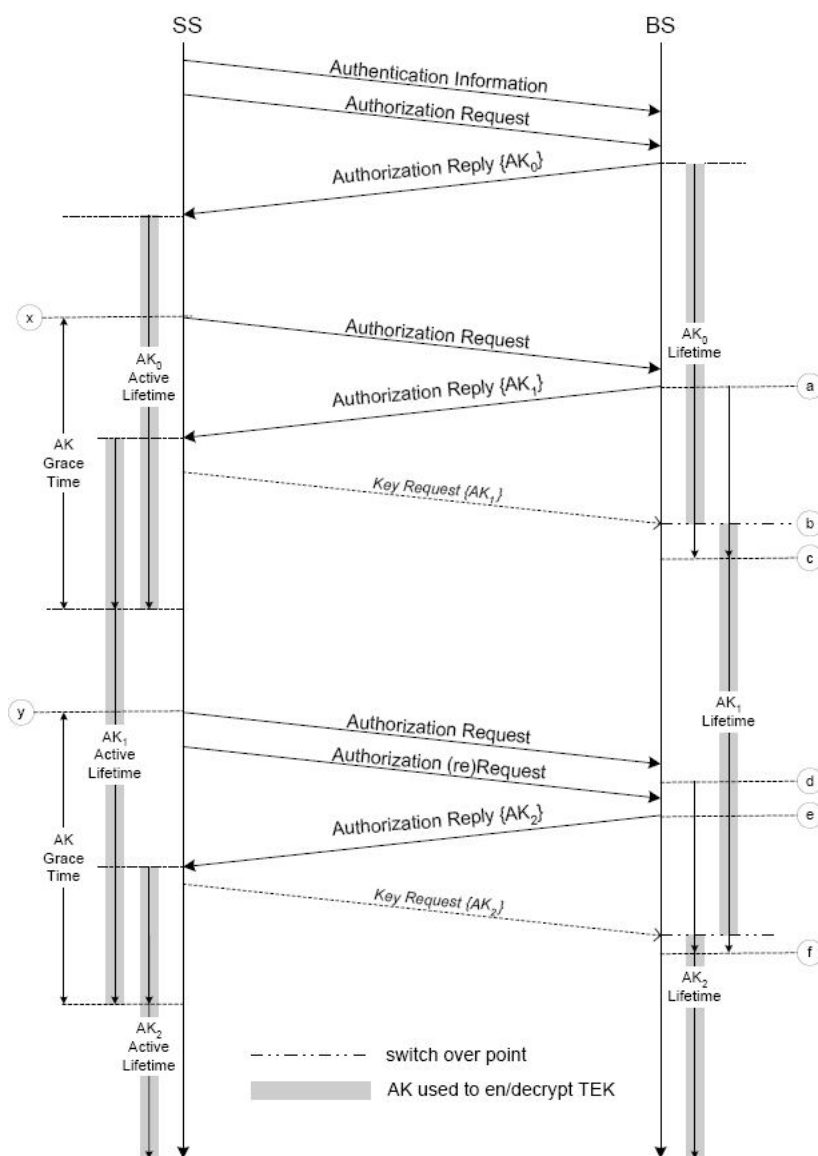 SS
BS
Authentication Information
Authorization Request
Authorization Reply {AK0}
x
Authorization Request
AK0
Lifetime
AK0
Active
Lifetime
a
Authorization Reply {AK1}
AK
Grace
Time
Key Request {AK1}
b
c
y
Authorization Request
AK1
Lifetime
AK1
Active
Lifetime
Authorization (re)Request
d
e
Authorization Reply {AK2}
AK
Grace
Time
Key Request {AK2}
f
AK2
Lifetime
AK2
Active
Lifetime
switch over point
AK used to en/decrypt TEK